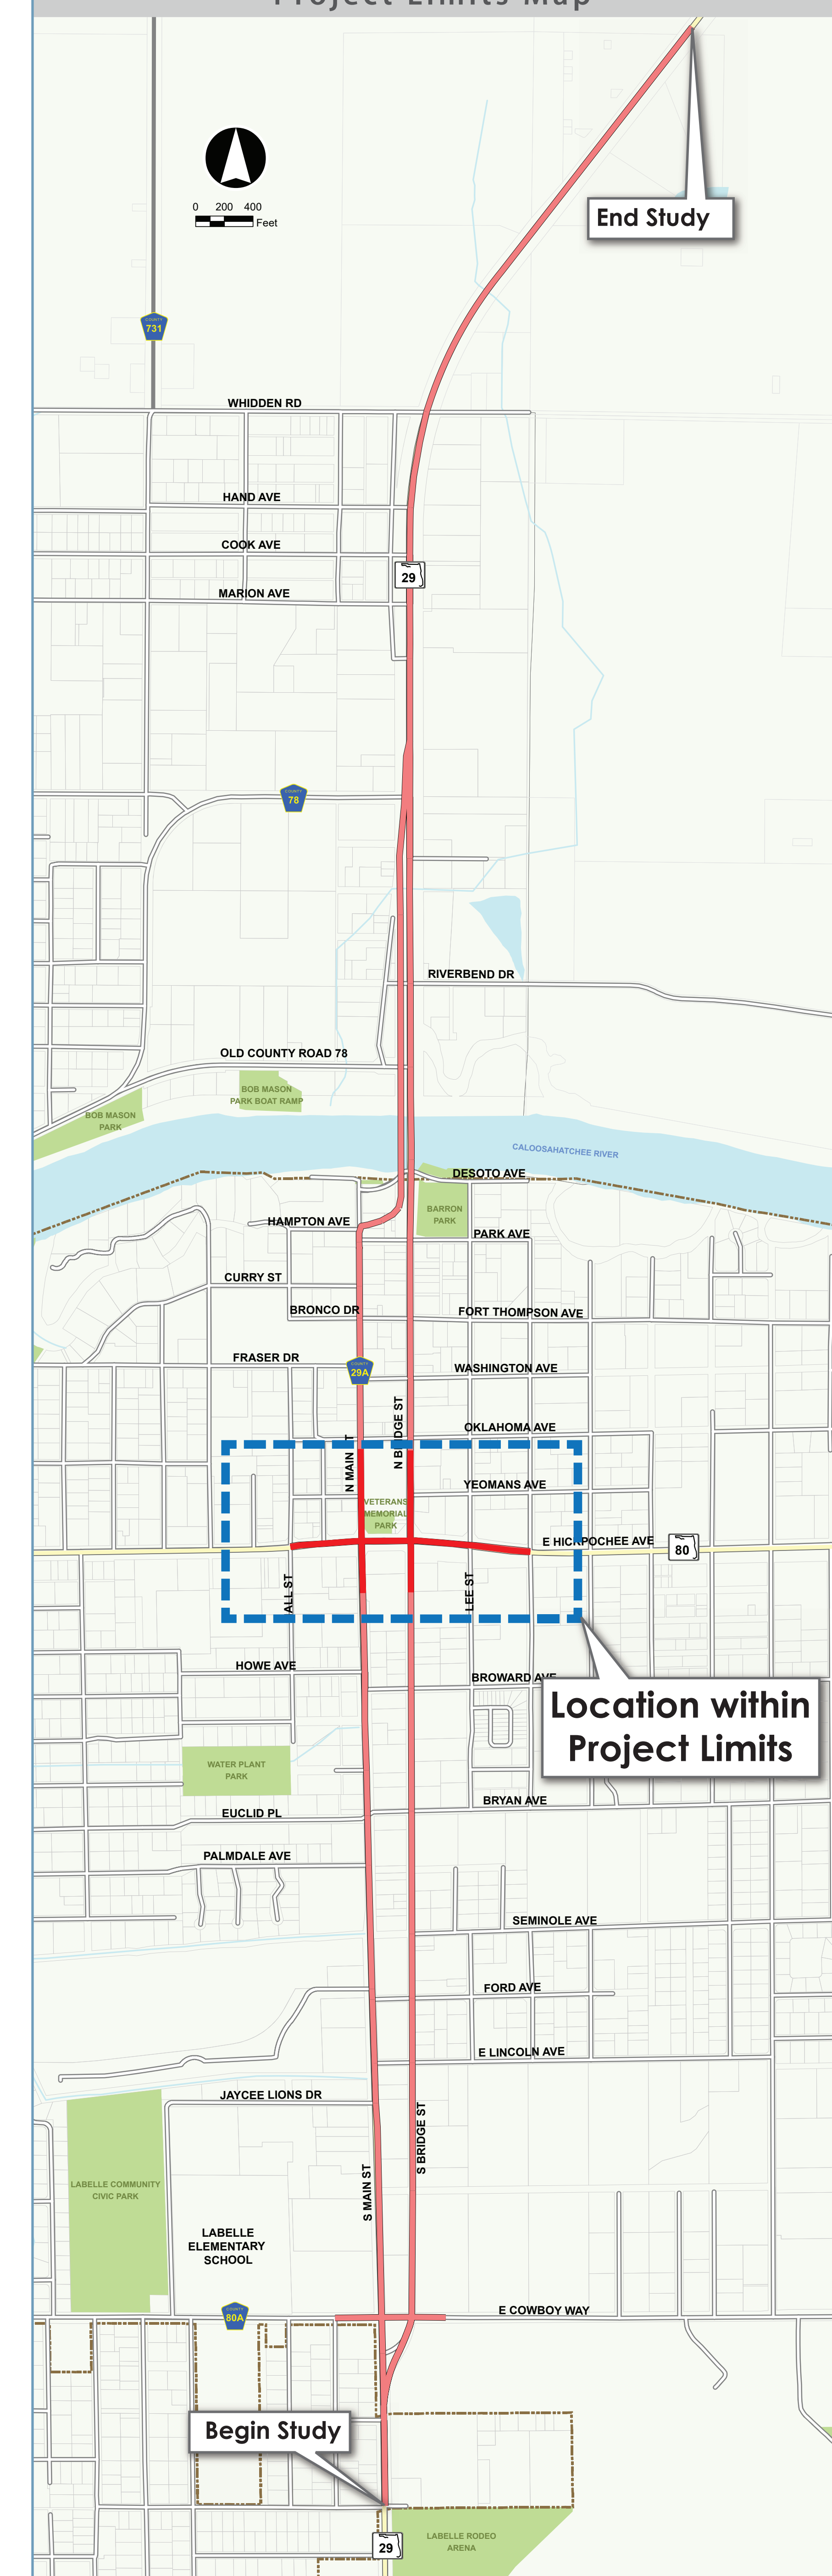 Project Limits Map
End Study
0 200 400
Feet
COUNTY
731
WHIDDEN RD
HAND AVE
COOK AVE
29
MARION AVE
COUNTY
78
RIVERBEND DR
OLD COUNTY ROAD 78
BOB MASON
PARK BOAT RAMP
BOB MASON
PARK
CALOOSAHATCHEE RIVER
DESOTO AVE
BARRON
PARK
HAMPTON AVE
PARK AVE
CURRY ST
BRONCO DR
FORT THOMPSON AVE
FRASER DR
WASHINGTON AVE
COUNTY
29A
N BRIDGE ST
OKLAHOMA AVE
N MAIN ST
YEOMANS AVE
VETERANS
MEMORIAL
PARK
E HICKPOCHEE AVE
80
ALL ST
LEE ST
HOWE AVE
BROWARD AVE
Location within
Project Limits
WATER PLANT
PARK
BRYAN AVE
EUCLID PL
PALMDALE AVE
SEMINOLE AVE
FORD AVE
E LINCOLN AVE
JAYCEE LIONS DR
S BRIDGE ST
S MAIN ST
LABELLE COMMUNITY
CIVIC PARK
LABELLE
ELEMENTARY
SCHOOL
COUNTY
80A
E COWBOY WAY
Begin Study
29
LABELLE RODEO
ARENA